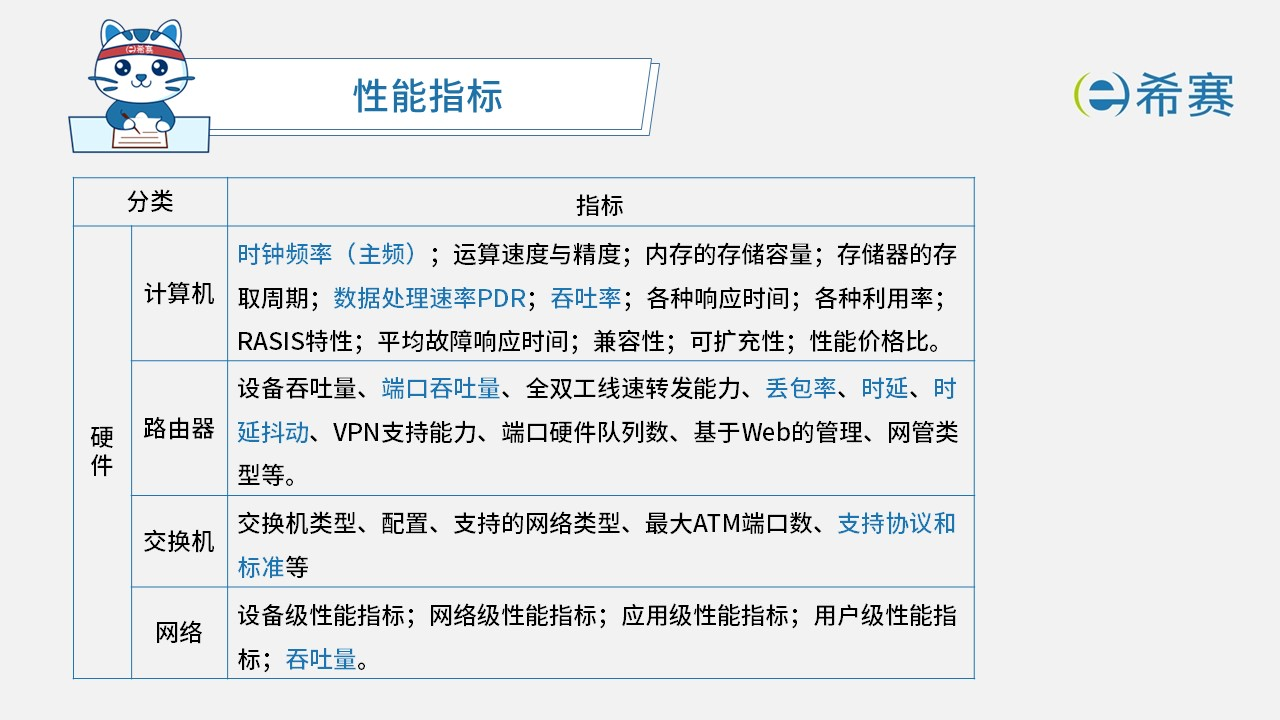 希赛
性能指标
希赛
分类
指标
硬
件
计算机
时钟频率（主频）；运算速度与精度；内存的存储容量；存储器的存
取周期；数据处理速率PDR；吞吐率；各种响应时间；各种利用率；
RASIS特性；平均故障响应时间；兼容性；可扩充性；性能价格比。
路由器
设备吞吐量、端口吞吐量、全双工线速转发能力、丢包率、时延、时
延抖动、VPN支持能力、端口硬件队列数、基于Web的管理、网管类
型等。
交换机
交换机类型、配置、支持的网络类型、最大ATM端口数、支持协议和
标准等
网络
设备级性能指标；网络级性能指标；应用级性能指标；用户级性能指
标；吞吐量。